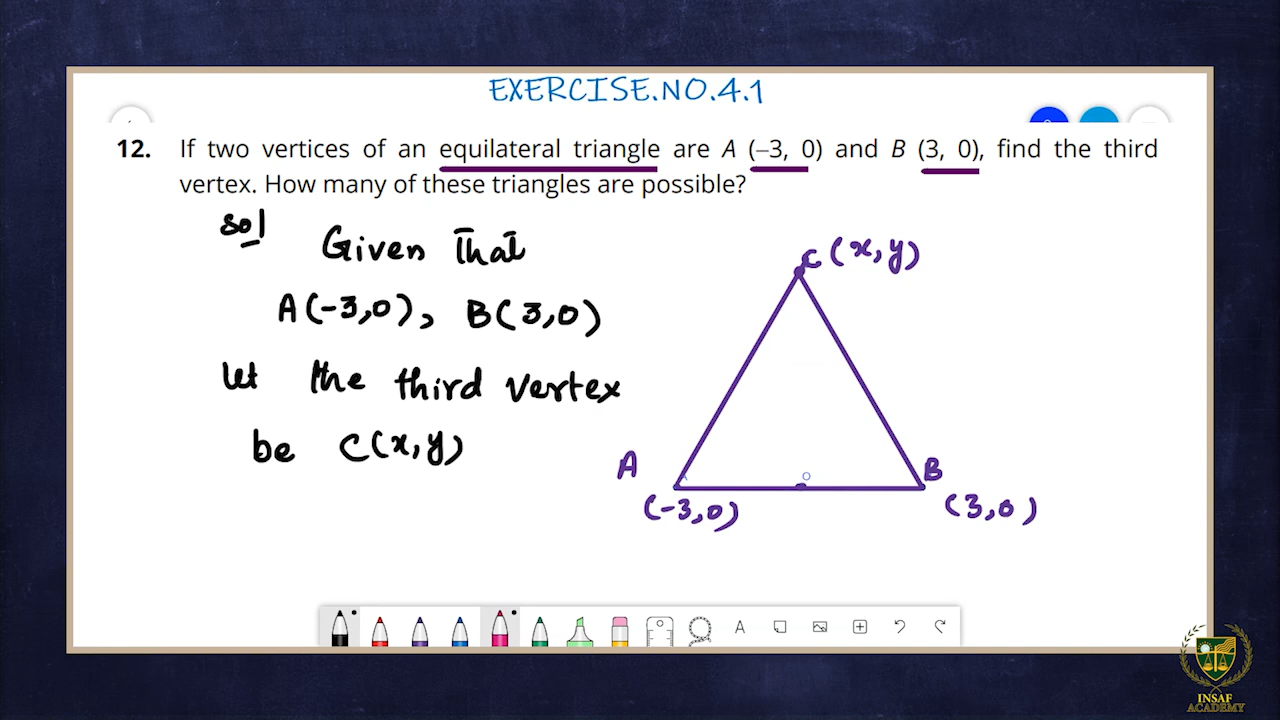 EXERCISE.NO.4.1
12. If two vertices of an equilateral triangle are A (–3, 0) and B (3, 0), find the third
vertex. How many of these triangles are possible?
Sol
Given That
A(-3,0), B(3,0)
let the third vertex
be C(x,y)
C(x,y)
A
B
O
(-3,0)
(3,0)
A
INSAF
ACADEMY